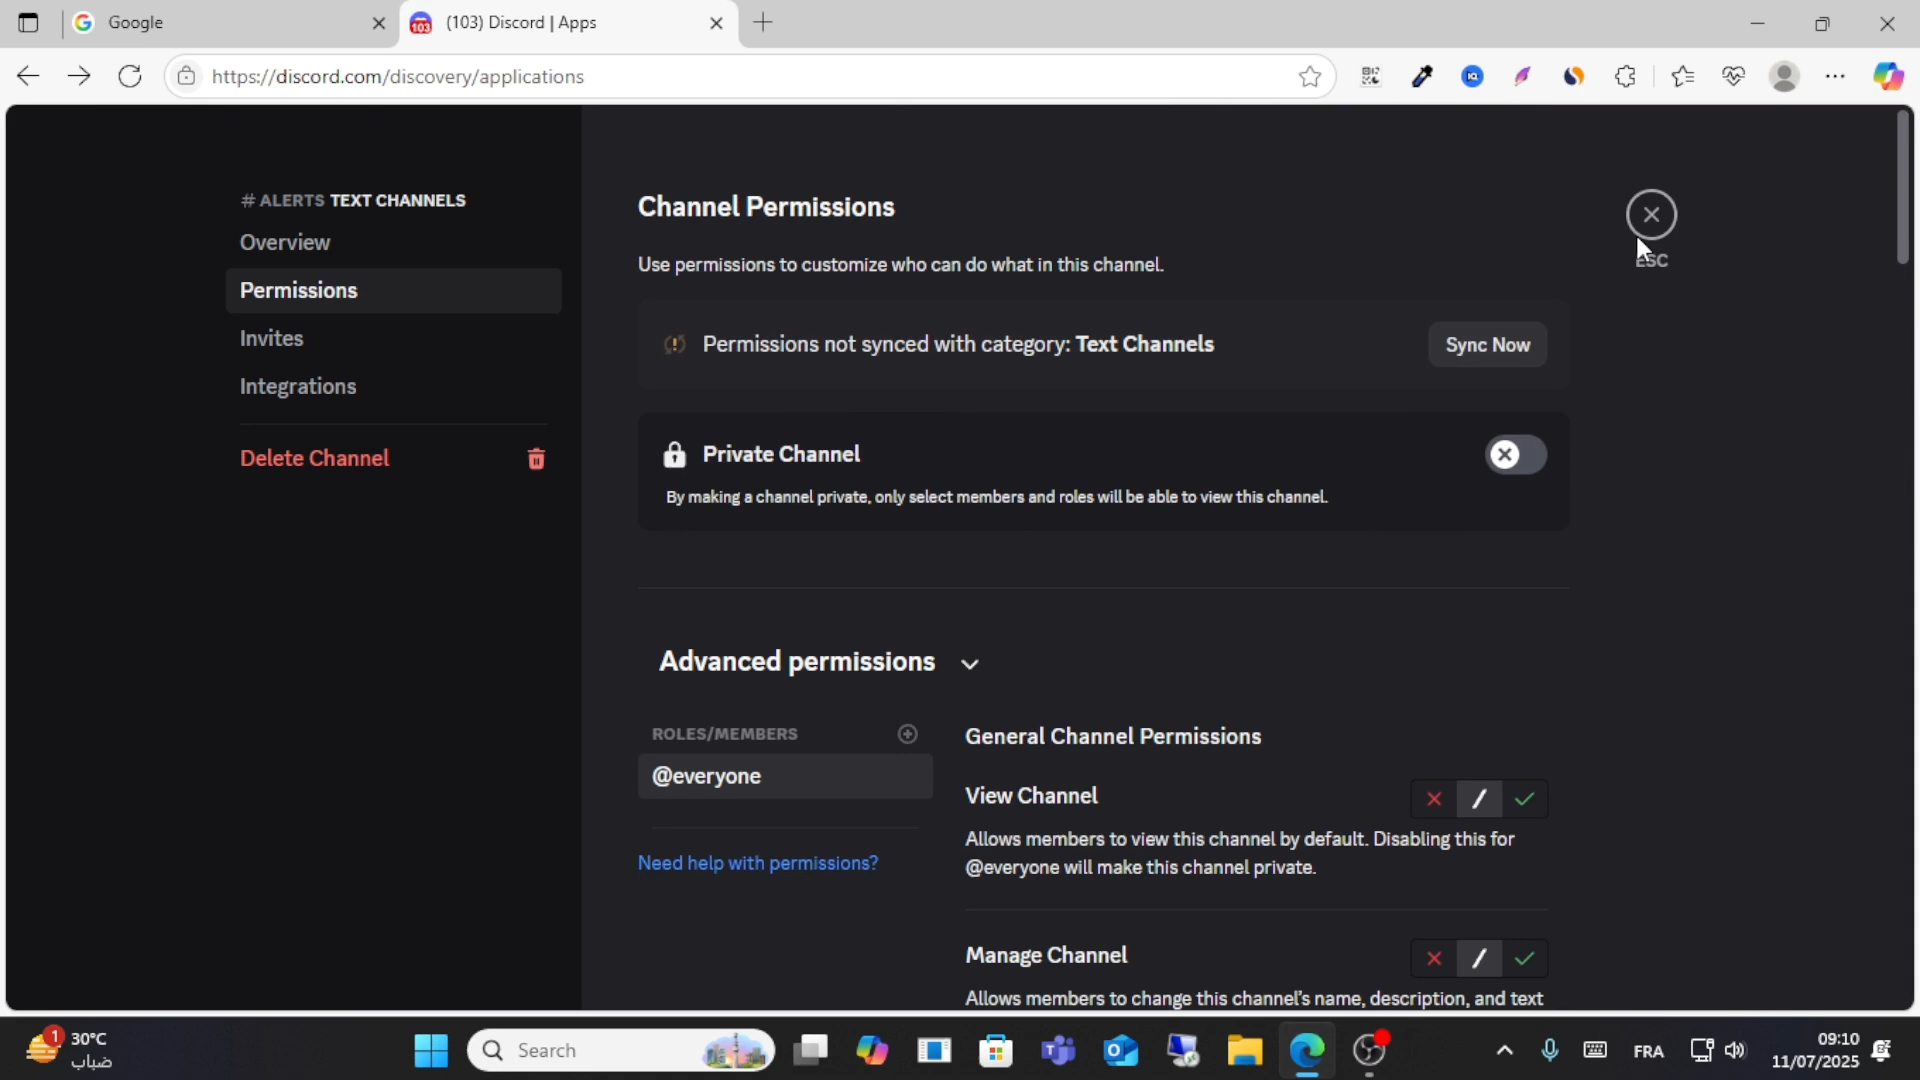 Google
(103) Discord | Apps
https://discord.com/discovery/applications
# ALERTS TEXT CHANNELS
Overview
Permissions
Invites
Integrations
Delete Channel
Channel Permissions
ESC
Use permissions to customize who can do what in this channel.
Permissions not synced with category: Text Channels
Sync Now
Private Channel
By making a channel private, only select members and roles will be able to view this channel.
Advanced permissions
ROLES/MEMBERS
@everyone
Need help with permissions?
General Channel Permissions
View Channel
Allows members to view this channel by default. Disabling this for
@everyone will make this channel private.
Manage Channel
Allows members to change this channel's name, description, and text
1
30°C
ضباب
Search
FRA
09:10
11/07/2025